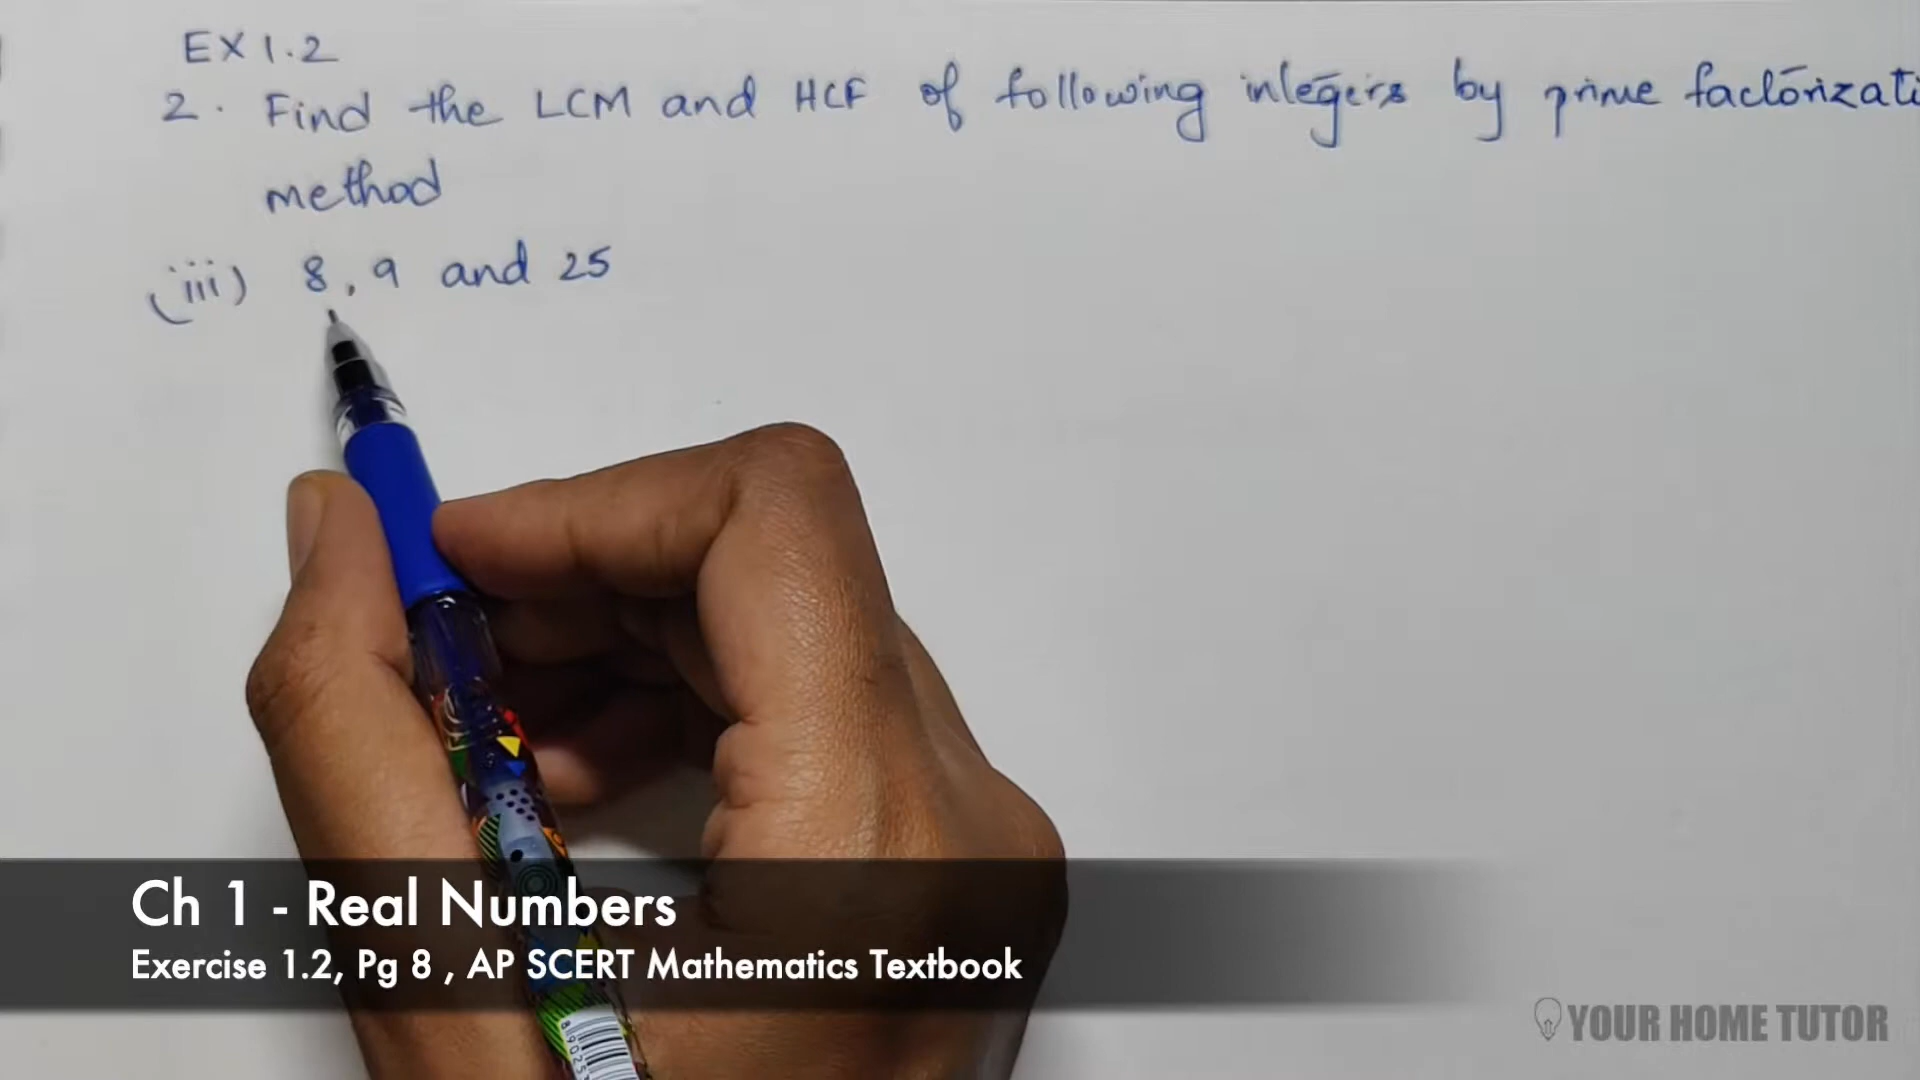 EX 1.2
2. Find the LCM and HCF of following integers by prime factorizati
method
(iii) 8, 9 and 25
Ch 1 - Real Numbers
Exercise 1.2, Pg 8 , AP SCERT Mathematics Textbook
YOUR HOME TUTOR